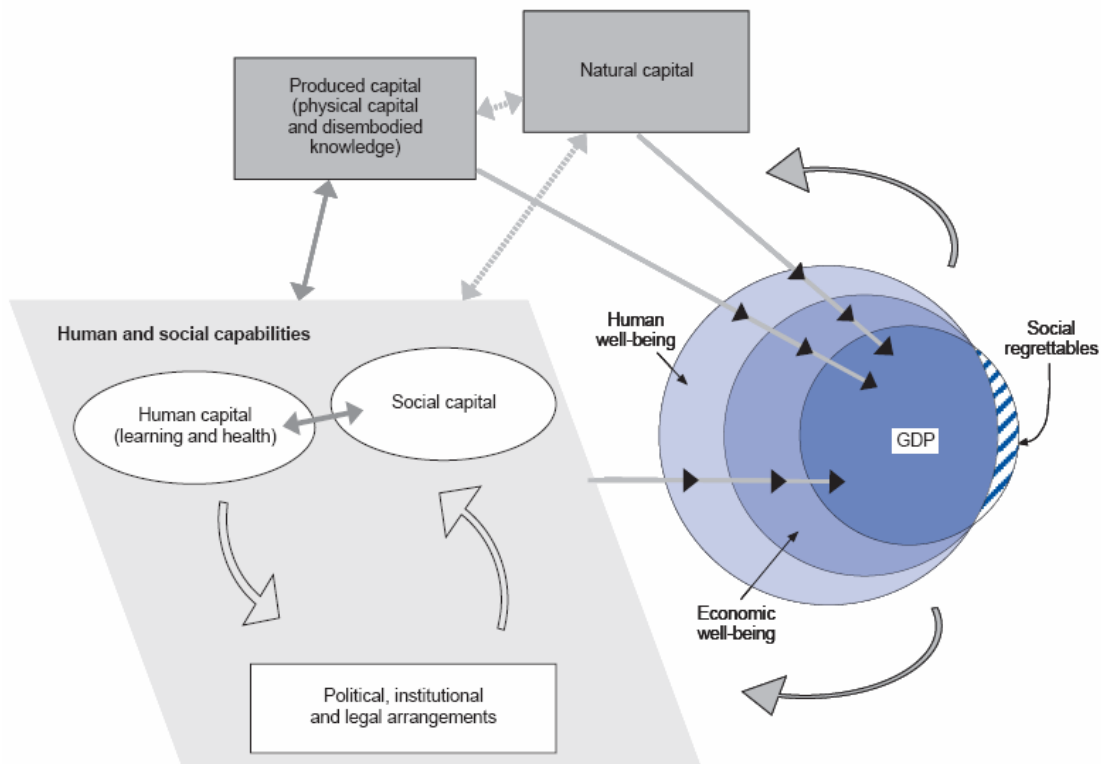 Produced capital
(physical capital
and disembodied
knowledge)
Natural capital
Human and social capabilities
Human capital
(learning and health)
Social capital
Political, institutional
and legal arrangements
Human
well-being
Social
regrettables
GDP
Economic
well-being